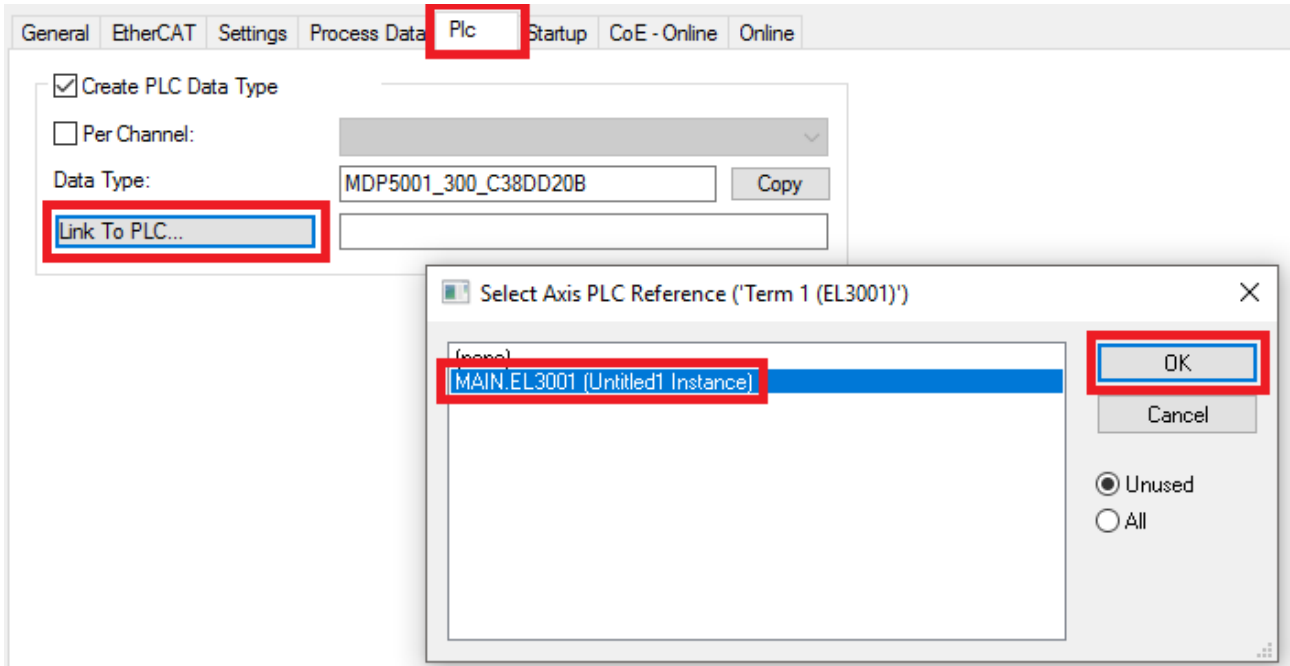 General EtherCAT Settings Process Data Plc Startup CoE - Online Online
Create PLC Data Type
Per Channel:
Data Type: MDP5001_300_C38DD20B Copy
Link To PLC...
Select Axis PLC Reference ('Term 1 (EL3001)')
(none)
MAIN.EL3001 (Untitled1 Instance)
OK
Cancel
Unused
All